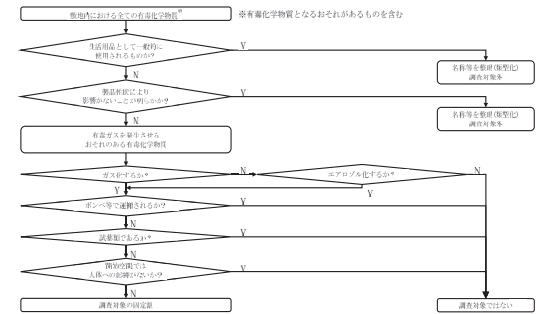 敷地内における全ての有毒化学物質※
※有毒化学物質となるおそれがあるものを含む
生活用品として一般的に
使用されるものか?
Y
名称等を整理(類型化)
調査対象外
N
製品性状により
影響がないことが明らかか?
Y
名称等を整理(類型化)
調査対象外
N
有毒ガスを発生させる
おそれのある有毒化学物質
ガス化するか*
N
エアロゾル化するか*
N
Y
Y
ボンベ等で運搬されるか?
Y
N
試薬類であるか*
Y
N
開放空間では
人体への影響がないか?
Y
N
調査対象の固定源
調査対象ではない